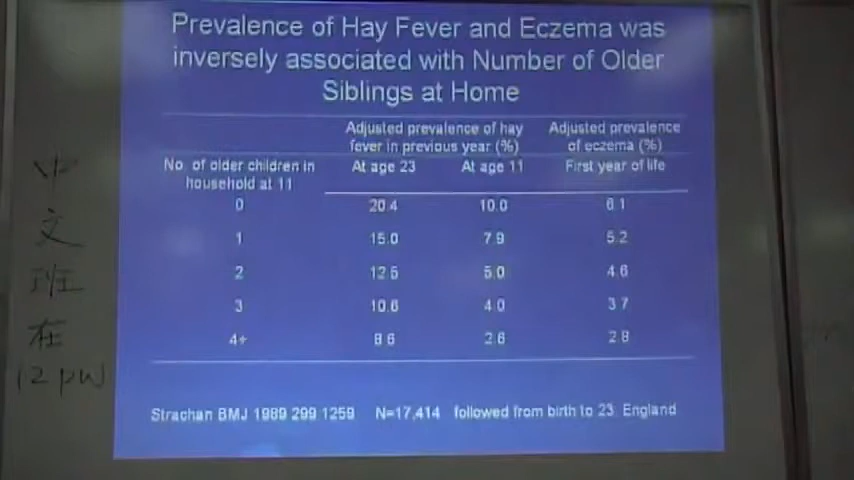 Prevalence of Hay Fever and Eczema was
inversely associated with Number of Older
Siblings at Home
Adjusted prevalence of hay
fever in previous year (%)
Adjusted prevalence
of eczema (%)
No. of older children in
household at 11
At age 23
At age 11
First year of life
0 20.4 10.0 6.1
1 15.0 7.9 5.2
2 12.5 5.0 4.6
3 10.6 4.0 3.7
4+ 8.6 2.6 2.8
Strachan BMJ 1989 299 1259 N=17,414 followed from birth to 23 England
中
文
班
在